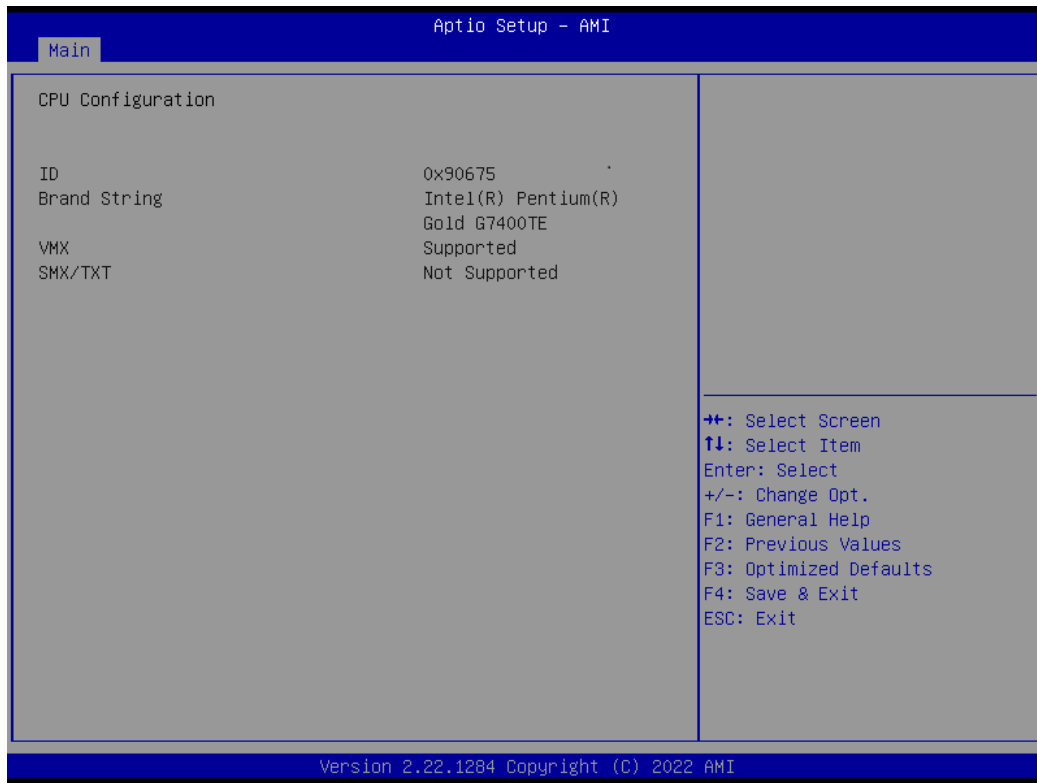 Aptio Setup – AMI
Main
CPU Configuration
ID 0x90675
Brand String Intel(R) Pentium(R)
Gold G7400TE
VMX Supported
SMX/TXT Not Supported
→←: Select Screen
↑↓: Select Item
Enter: Select
+/-: Change Opt.
F1: General Help
F2: Previous Values
F3: Optimized Defaults
F4: Save & Exit
ESC: Exit
Version 2.22.1284 Copyright (C) 2022 AMI